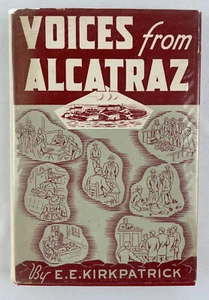 VOICES from
ALCATRAZ
By E.E. KIRKPATRICK